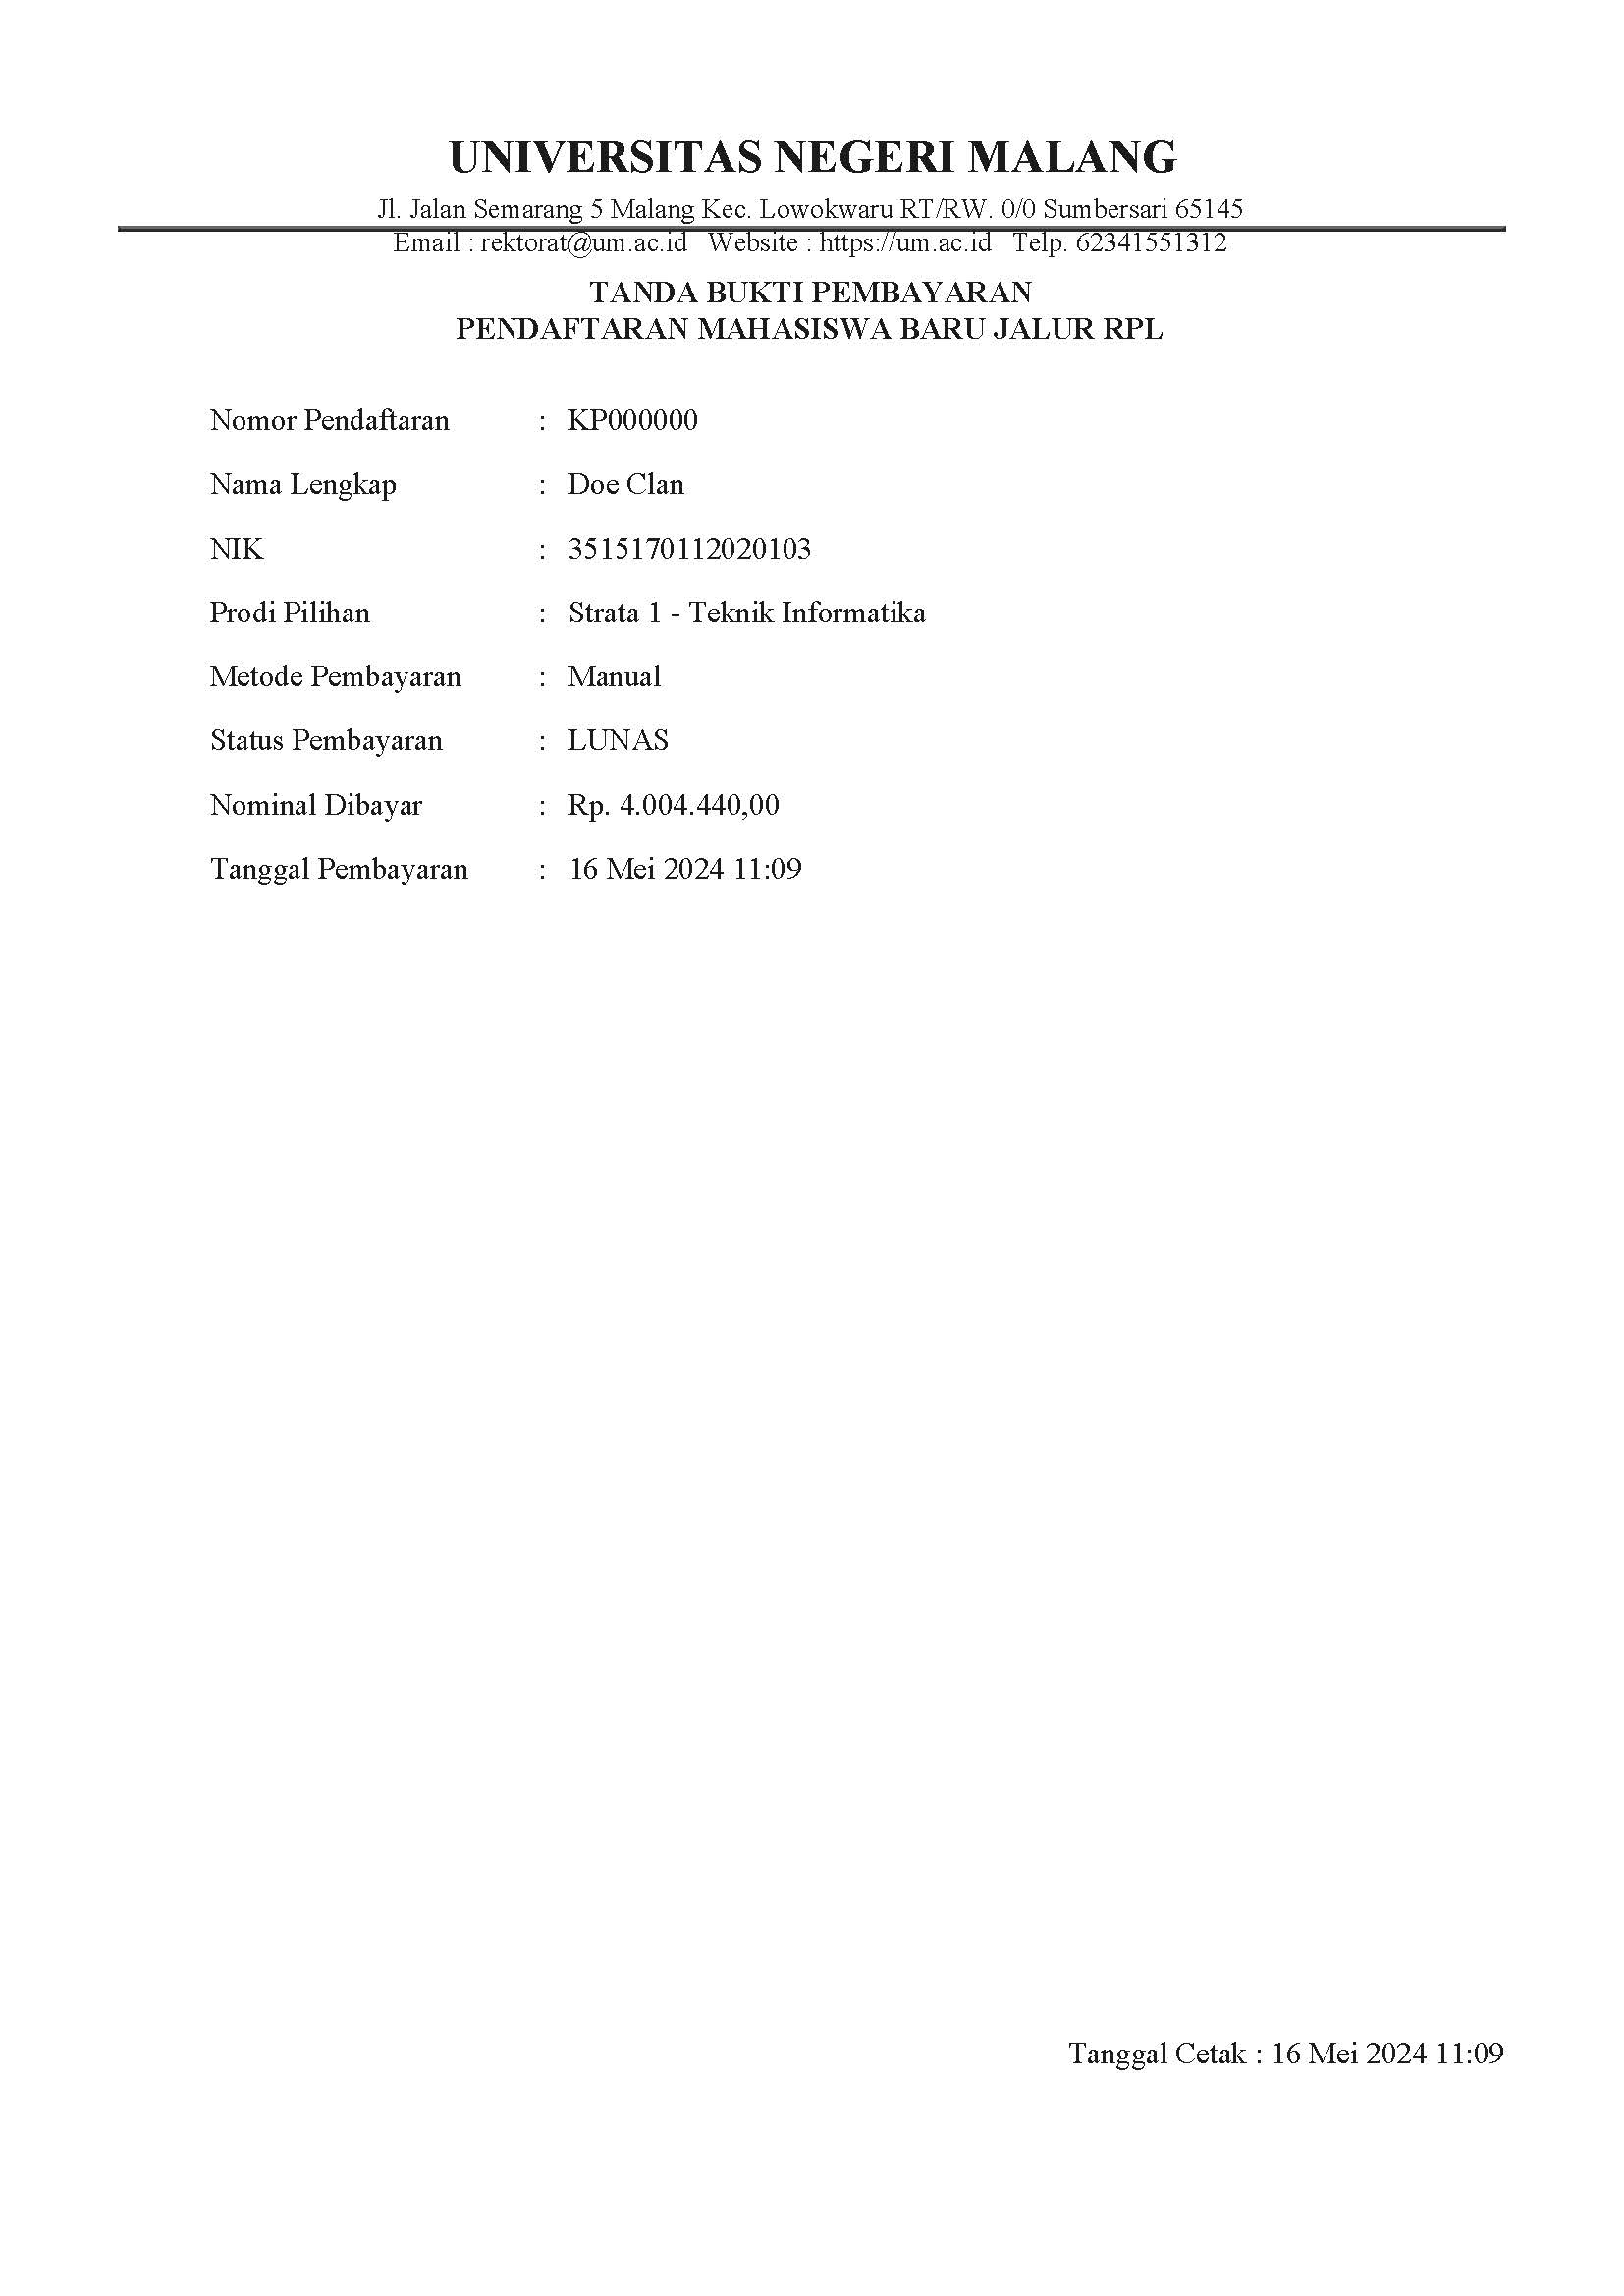 UNIVERSITAS NEGERI MALANG
Jl. Jalan Semarang 5 Malang Kec. Lowokwaru RT/RW. 0/0 Sumbersari 65145
Email : rektorat@um.ac.id Website : https://um.ac.id Telp. 62341551312
TANDA BUKTI PEMBAYARAN
PENDAFTARAN MAHASISWA BARU JALUR RPL
Nomor Pendaftaran : KP000000
Nama Lengkap : Doe Clan
NIK : 3515170112020103
Prodi Pilihan : Strata 1 - Teknik Informatika
Metode Pembayaran : Manual
Status Pembayaran : LUNAS
Nominal Dibayar : Rp. 4.004.440,00
Tanggal Pembayaran : 16 Mei 2024 11:09
Tanggal Cetak : 16 Mei 2024 11:09